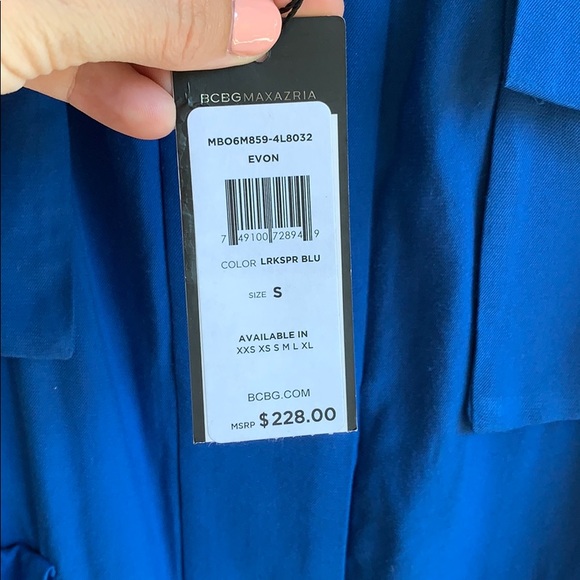 BCBGMAXAZRIA
MBO6M859-4L8032
EVON
7 49100 72894 9
COLOR LRKSPR BLU
SIZE S
AVAILABLE IN
XXS XS S M L XL
BCBG.COM
MSRP $228.00